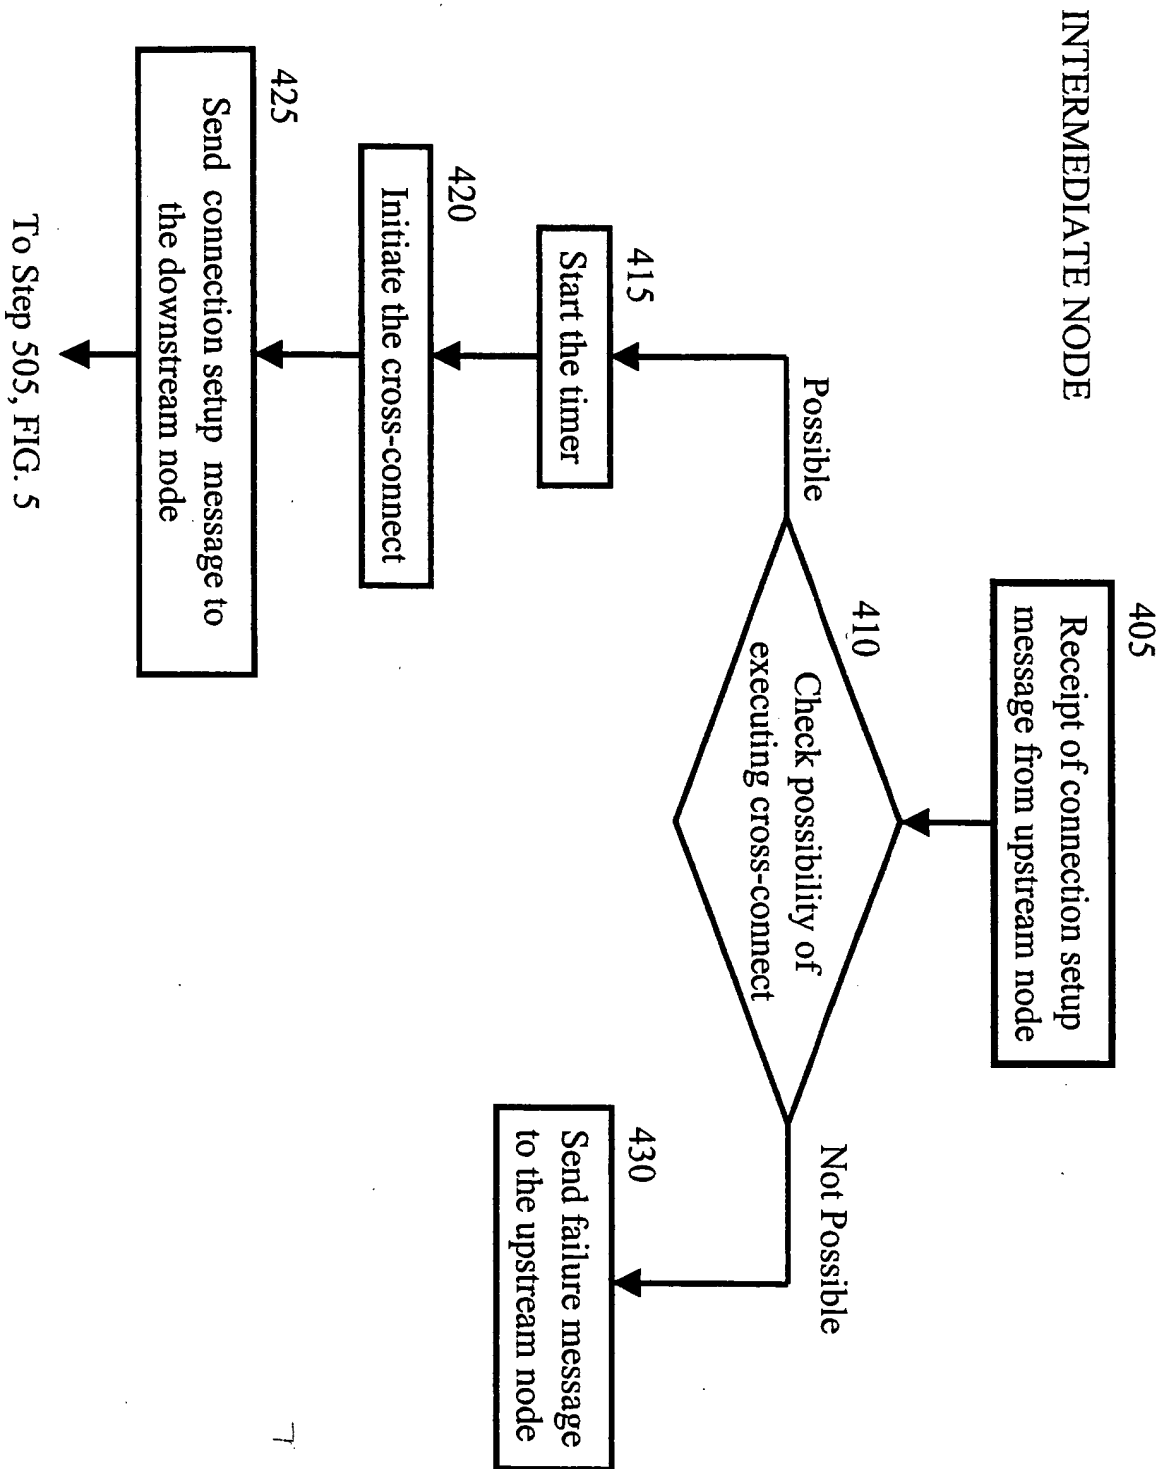 INTERMEDIATE NODE
405
Receipt of connection setup
message from upstream node
410
Check possibility of
executing cross-connect
Possible
Not Possible
415
Start the timer
430
Send failure message
to the upstream node
420
Initiate the cross-connect
425
Send connection setup message to
the downstream node
To Step 505, FIG. 5